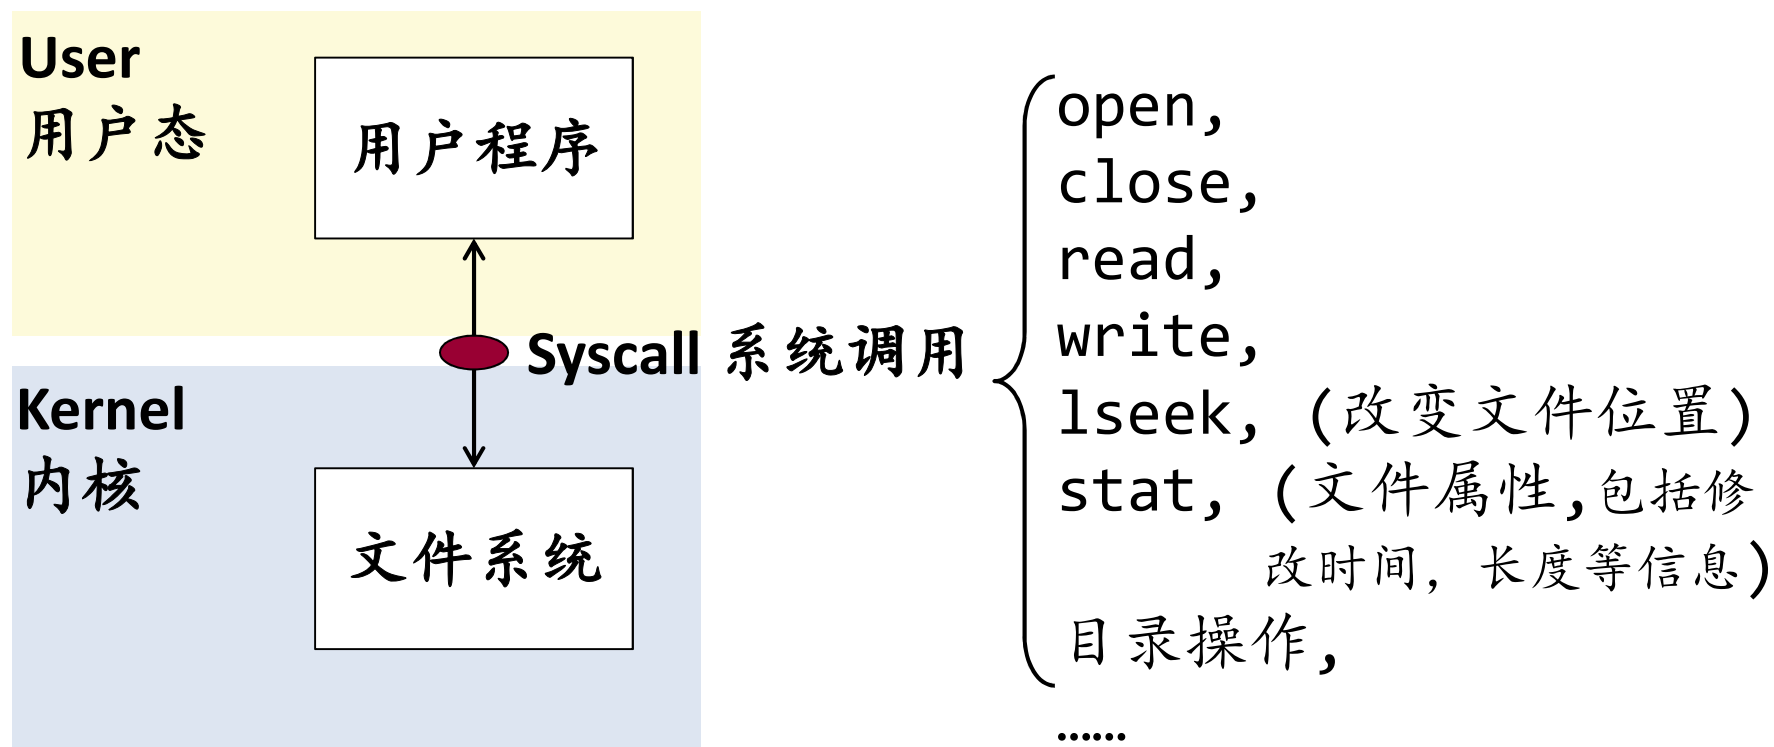 User
用户态
用户程序
Syscall 系统调用
Kernel
内核
文件系统
open,
close,
read,
write,
lseek, (改变文件位置)
stat, (文件属性,包括修
改时间，长度等信息)
目录操作,
……